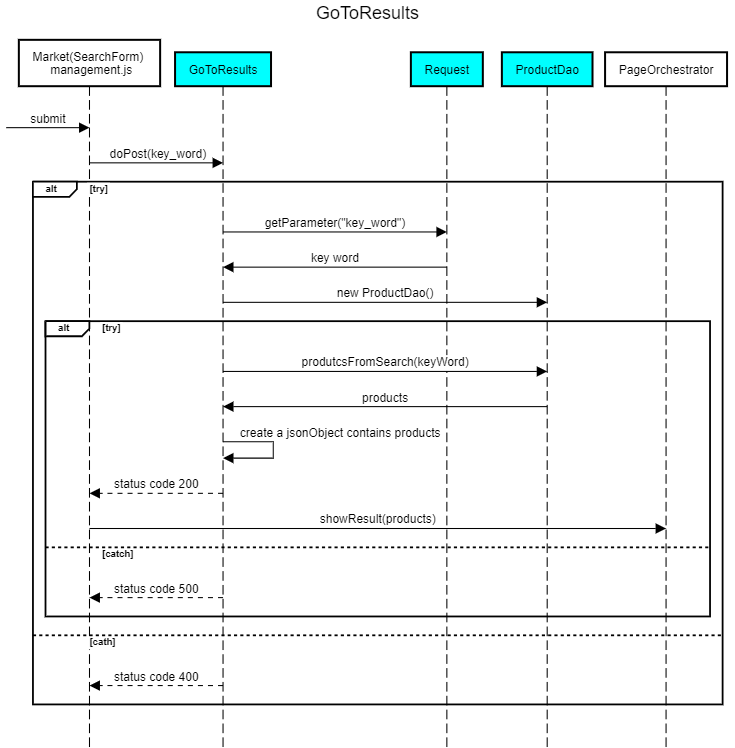 GoToResults
Market(SearchForm)
management.js
GoToResults
Request
ProductDao
PageOrchestrator
submit
doPost(key_word)
alt
[try]
getParameter("key_word")
key word
new ProductDao()
alt
[try]
produtcsFromSearch(keyWord)
products
create a jsonObject contains products
status code 200
showResult(products)
[catch]
status code 500
[cath]
status code 400